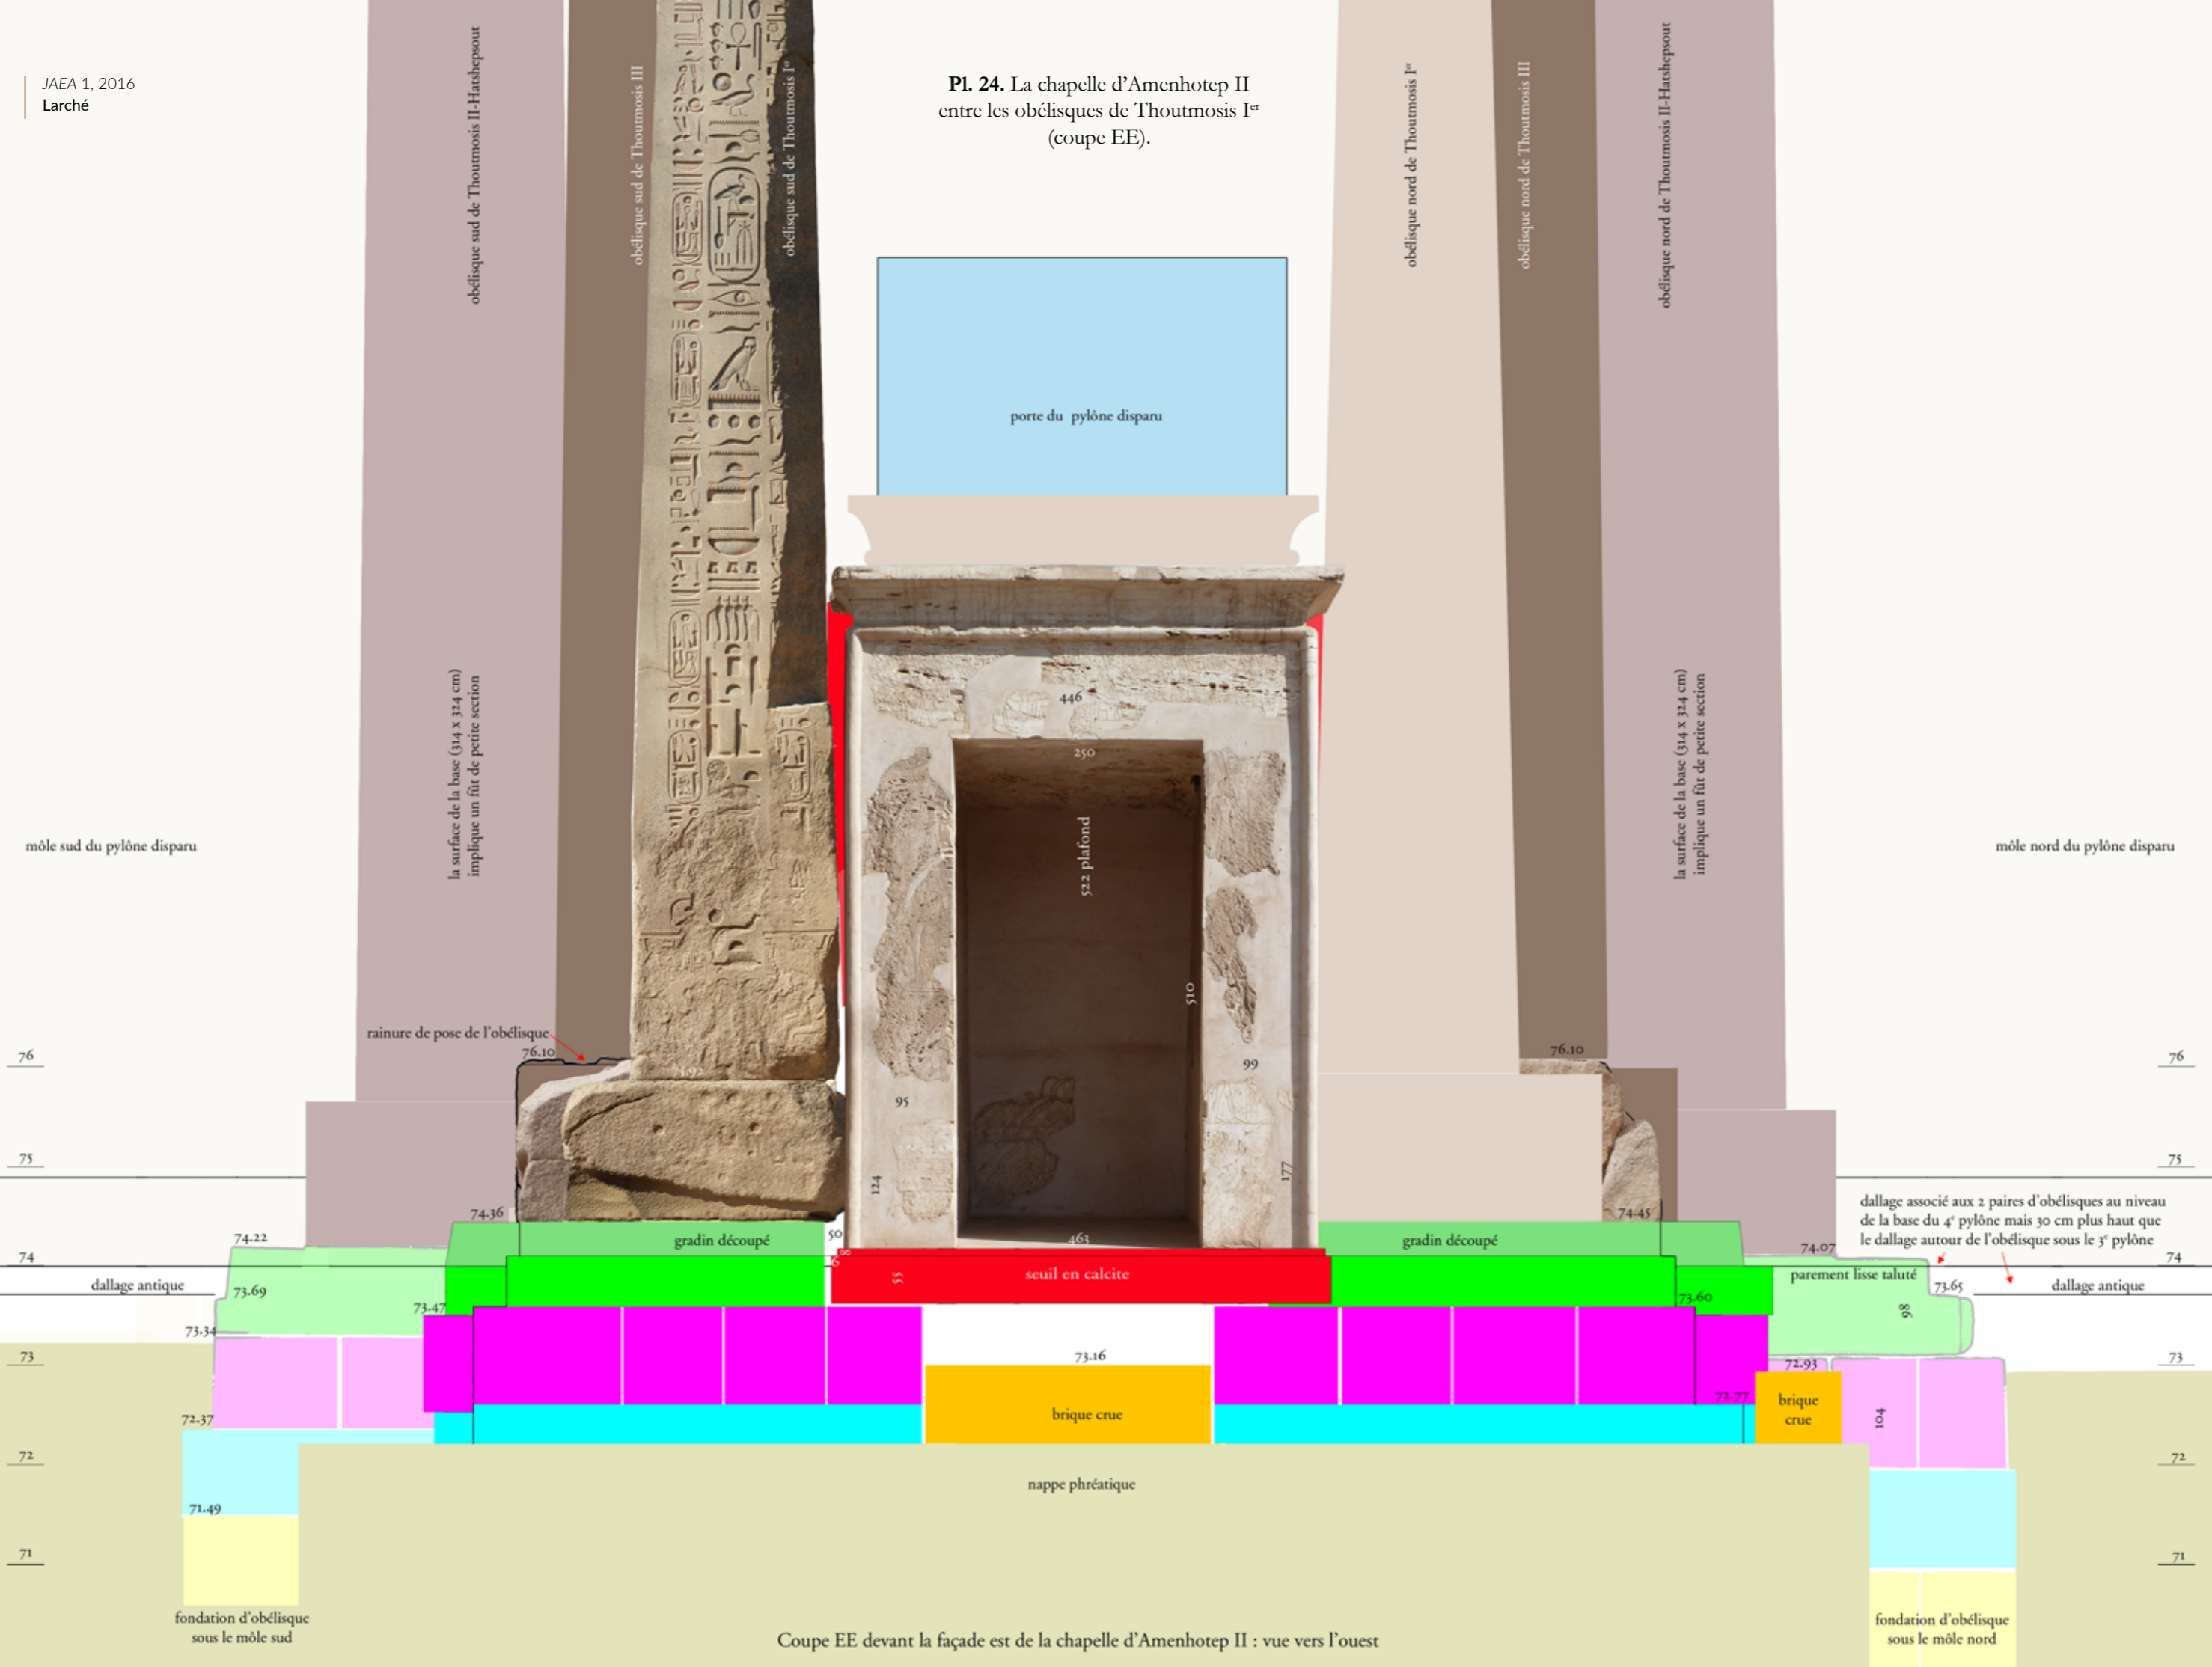 JAEA 1, 2016
Larché
Pl. 24. La chapelle d’Amenhotep II
entre les obélisques de Thoutmosis Iᵉʳ
(coupe EE).
obélisque sud de Thoutmosis II-Hatshepsout
obélisque sud de Thoutmosis III
obélisque sud de Thoutmosis Iᵉʳ
obélisque nord de Thoutmosis Iᵉʳ
obélisque nord de Thoutmosis III
obélisque nord de Thoutmosis II-Hatshepsout
porte du pylône disparu
la surface de la base (314 x 324 cm)
implique un fût de petite section
la surface de la base (314 x 324 cm)
implique un fût de petite section
446
250
522 plafond
môle sud du pylône disparu
môle nord du pylône disparu
510
rainure de pose de l’obélisque
76
76.10
76.10
76
99
95
75
75
124
177
dallage associé aux 2 paires d’obélisques au niveau
de la base du 4ᵉ pylône mais 30 cm plus haut que
le dallage autour de l’obélisque sous le 3ᵉ pylône
74.36
74.45
74.22
gradin découpé
50
463
gradin découpé
74.07
74
74
6
8
55
seuil en calcite
parement lisse taluté
dallage antique
73.69
73.65
dallage antique
73.47
73.60
98
73.34
73
73.16
72.93
73
72.77
brique
crue
brique crue
72.37
104
72
72
nappe phréatique
71.49
71
71
fondation d’obélisque
sous le môle sud
fondation d’obélisque
sous le môle nord
Coupe EE devant la façade est de la chapelle d’Amenhotep II : vue vers l’ouest